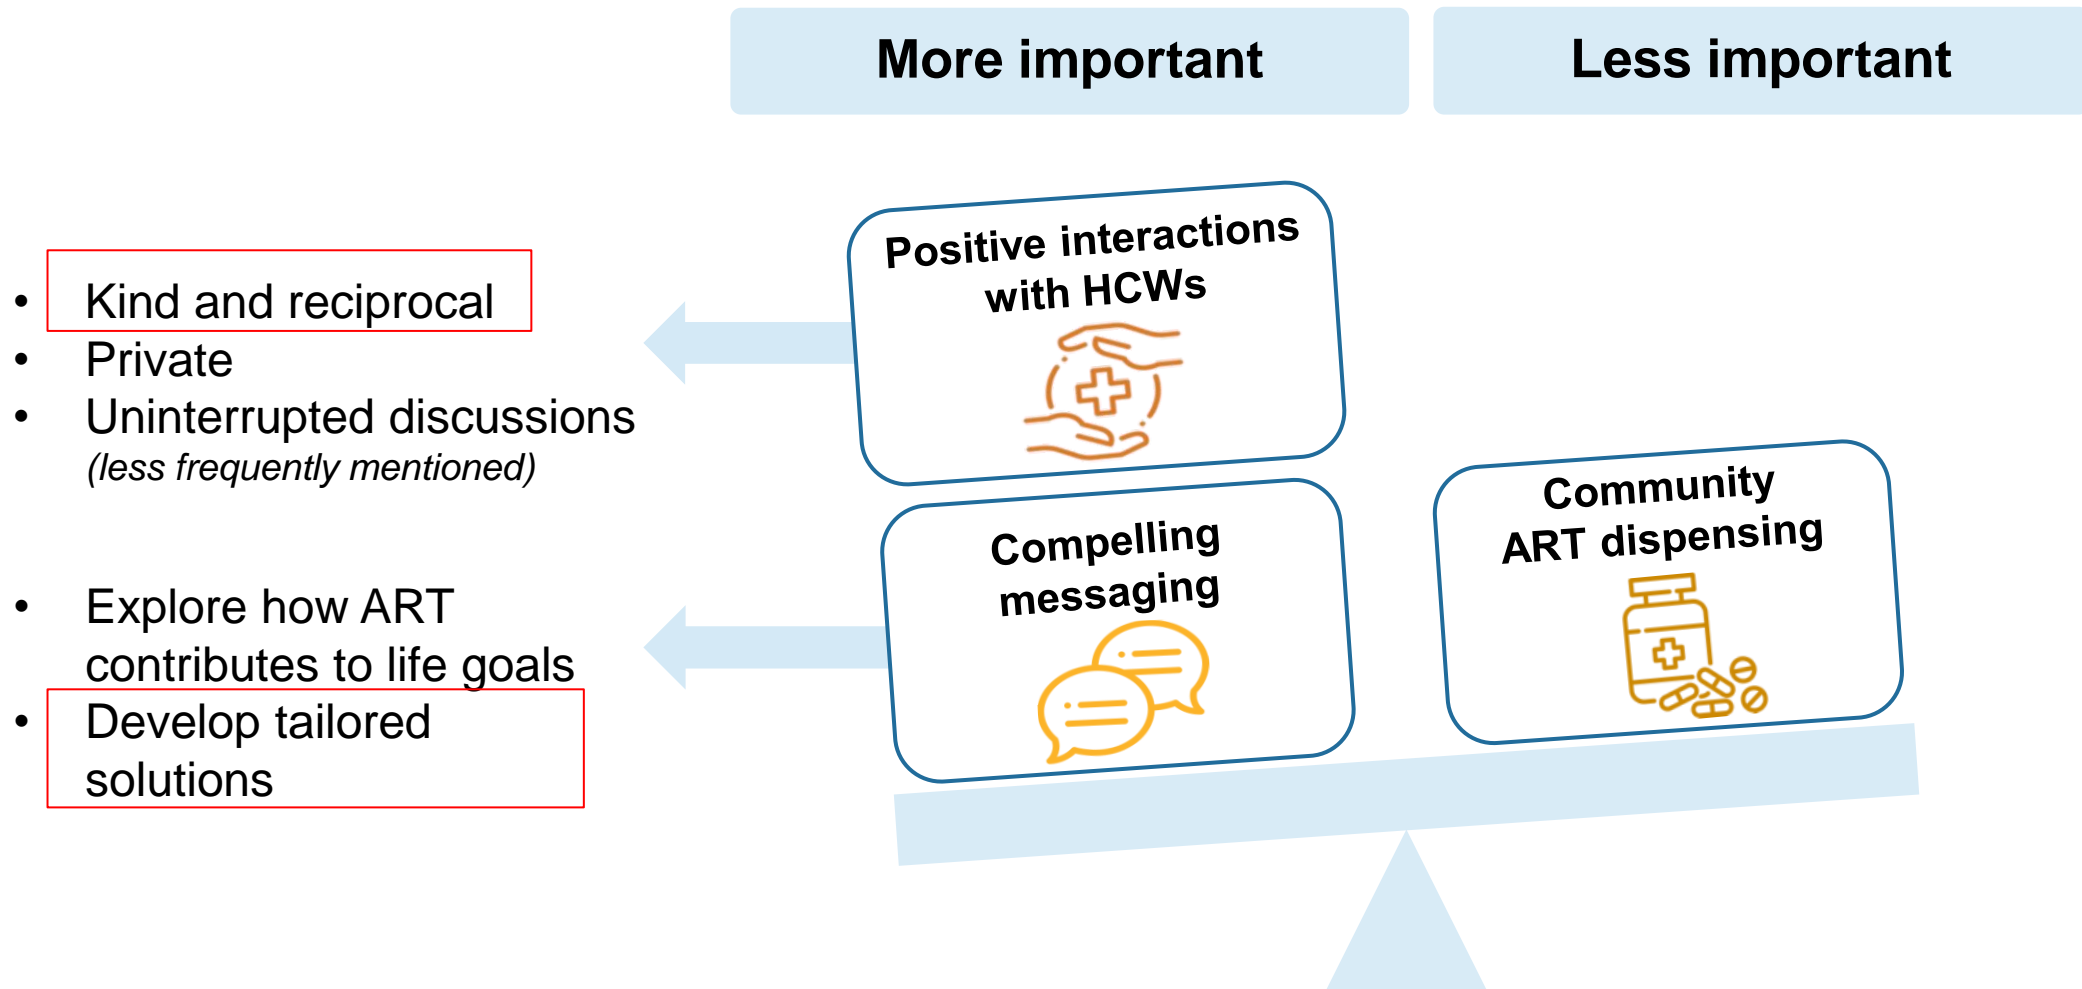 More important
Less important
Positive interactions
with HCWs
• Kind and reciprocal
• Private
• Uninterrupted discussions
(less frequently mentioned)
Compelling
messaging
• Explore how ART
contributes to life goals
• Develop tailored
solutions
Community
ART dispensing